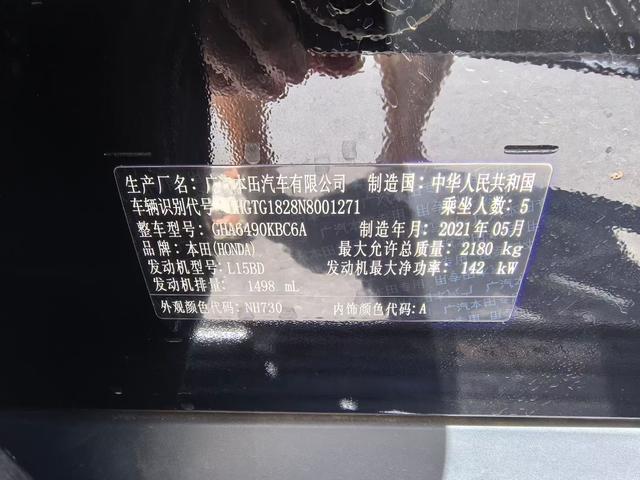 生产厂名：广汽本田汽车有限公司 制造国：中华人民共和国
车辆识别代号 HGTG1828N8001271 乘坐人数：5
整车型号：GHA6490KBC6A 制造年月：2021年05月
品牌：本田(HONDA) 最大允许总质量：2180 kg
发动机型号：L15BD 发动机最大净功率：142 kW
发动机排量：1498 mL
外观颜色代码：NH730 内饰颜色代码：A